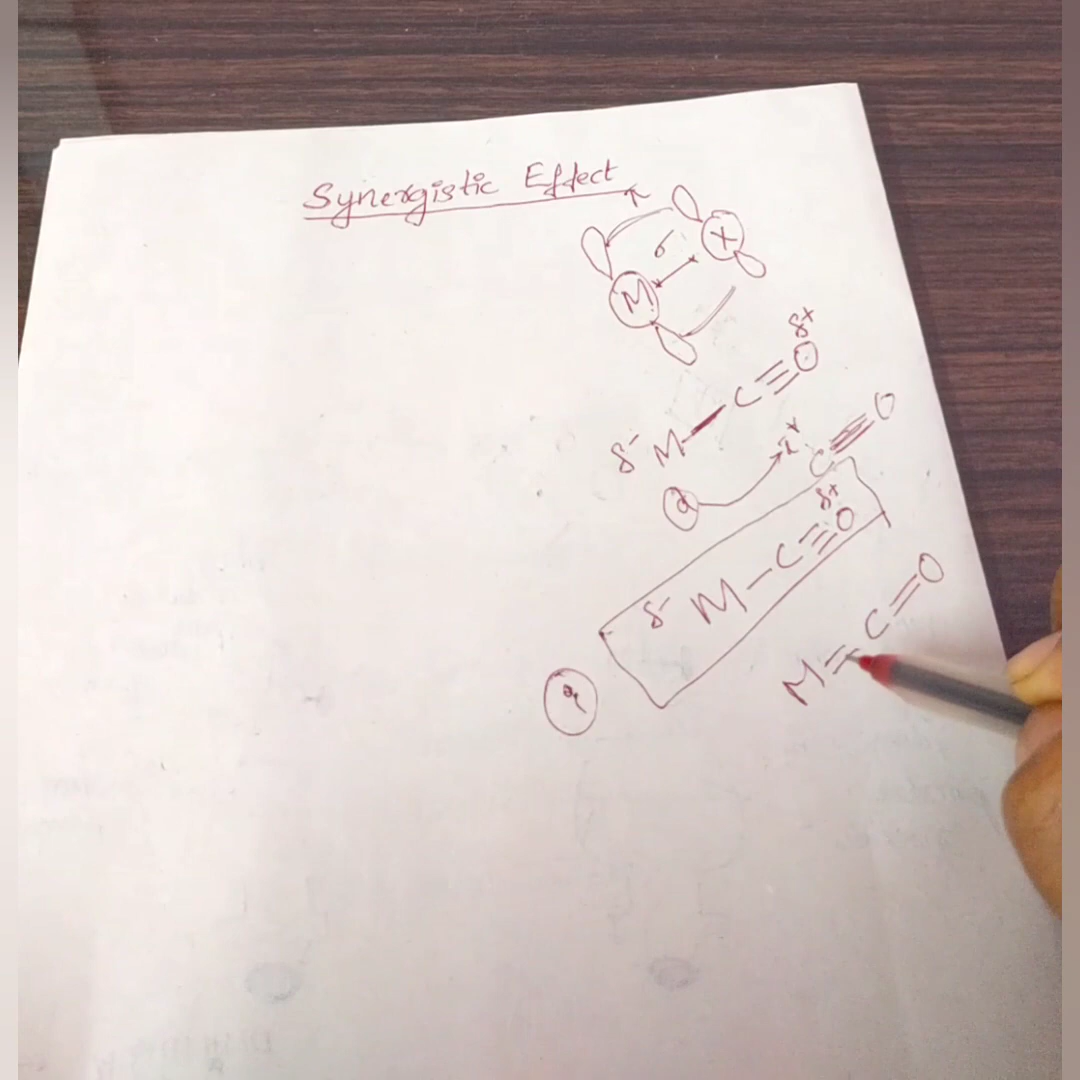 Synergistic Effect
M σ X
δ- M C≡O δ+
d π* C O
δ- M-C≡O δ+
M=C=O